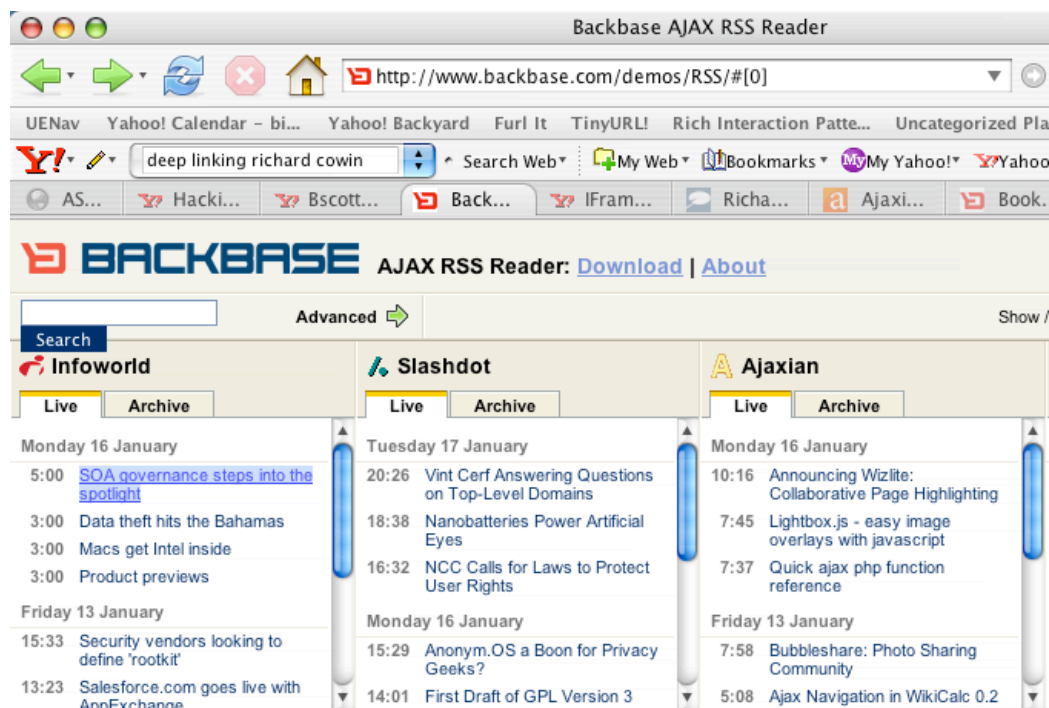 Backbase AJAX RSS Reader
http://www.backbase.com/demos/RSS/#[0]
UENav Yahoo! Calendar – bi... Yahoo! Backyard Furl It TinyURL! Rich Interaction Patte... Uncategorized Pla
Y! deep linking richard cowin Search Web My Web Bookmarks My My Yahoo! Yahoo
AS... Hacki... Bscott... Back... IFram... Richa... Ajaxi... Book.
BACKBASE AJAX RSS Reader: Download | About
Advanced Show /
Search
Infoworld
Live Archive
Monday 16 January
5:00 SOA governance steps into the
spotlight
3:00 Data theft hits the Bahamas
3:00 Macs get Intel inside
3:00 Product previews
Friday 13 January
15:33 Security vendors looking to
define 'rootkit'
13:23 Salesforce.com goes live with
AppExchange
Slashdot
Live Archive
Tuesday 17 January
20:26 Vint Cerf Answering Questions
on Top-Level Domains
18:38 Nanobatteries Power Artificial
Eyes
16:32 NCC Calls for Laws to Protect
User Rights
Monday 16 January
15:29 Anonym.OS a Boon for Privacy
Geeks?
14:01 First Draft of GPL Version 3
Ajaxian
Live Archive
Monday 16 January
10:16 Announcing Wizlite:
Collaborative Page Highlighting
7:45 Lightbox.js - easy image
overlays with javascript
7:37 Quick ajax php function
reference
Friday 13 January
7:58 Bubbleshare: Photo Sharing
Community
5:08 Ajax Navigation in WikiCalc 0.2